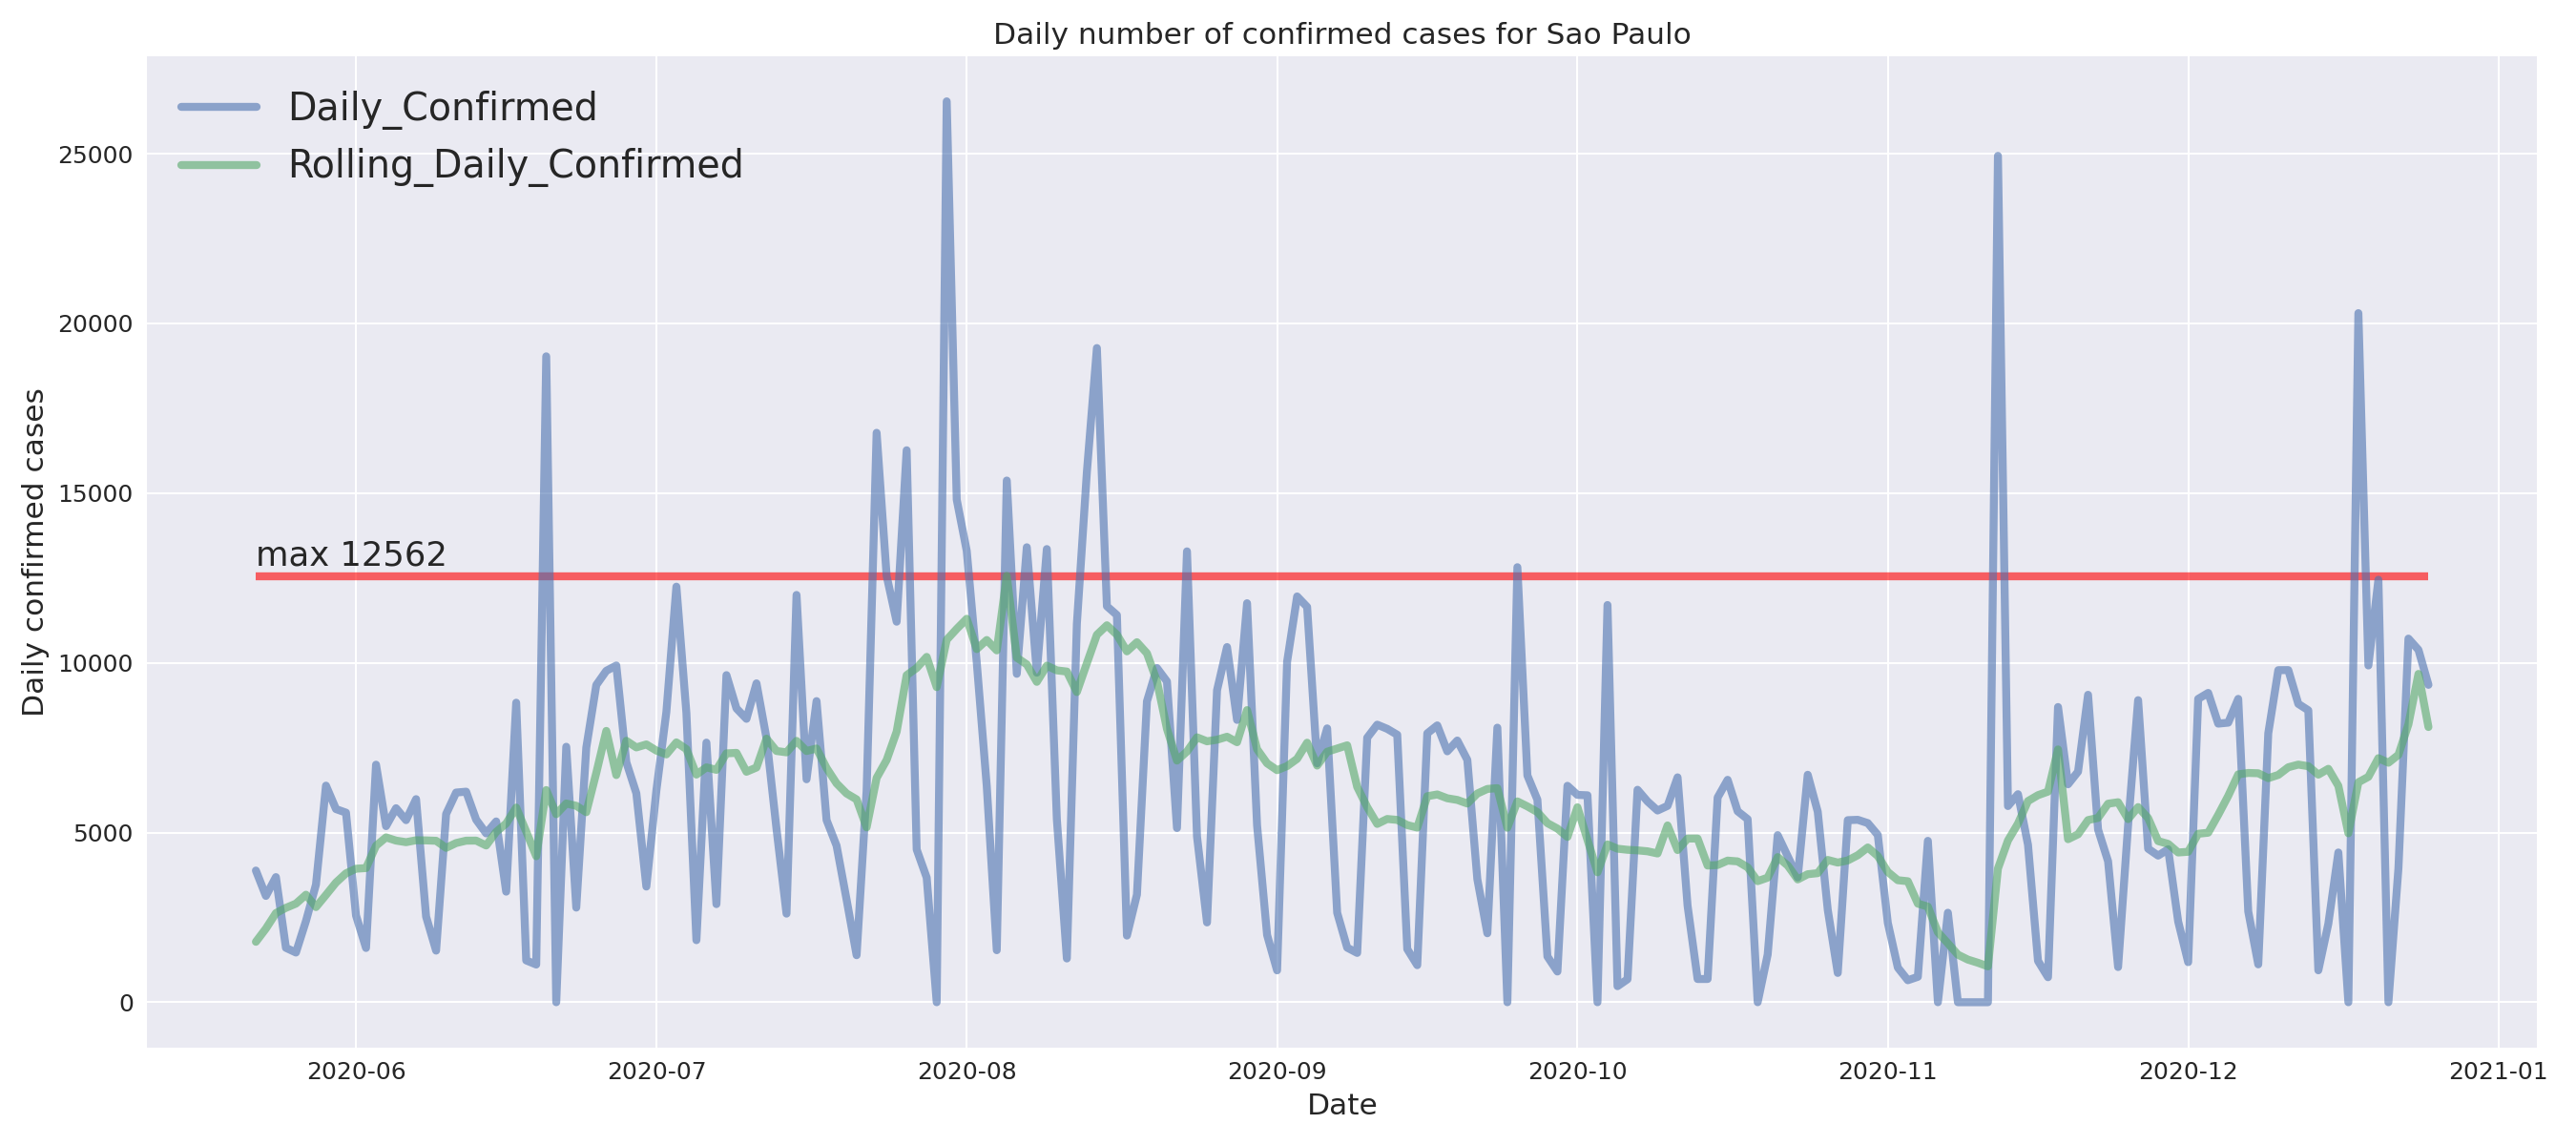 Daily number of confirmed cases for Sao Paulo
Daily_Confirmed
Rolling_Daily_Confirmed
25000
20000
15000
10000
5000
0
Daily confirmed cases
max 12562
2020-06
2020-07
2020-08
2020-09
2020-10
2020-11
2020-12
2021-01
Date